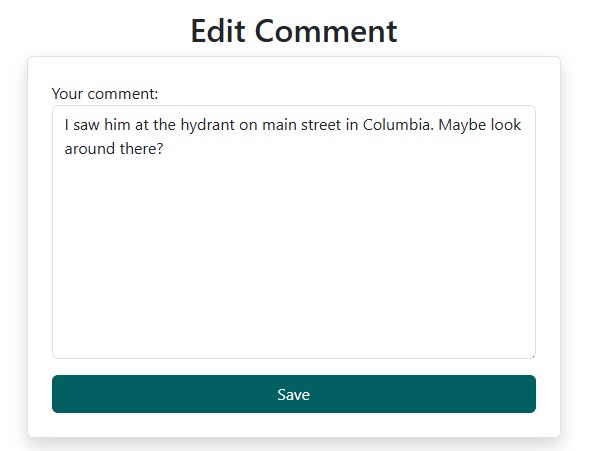 Edit Comment
Your comment:
I saw him at the hydrant on main street in Columbia. Maybe look
around there?
Save